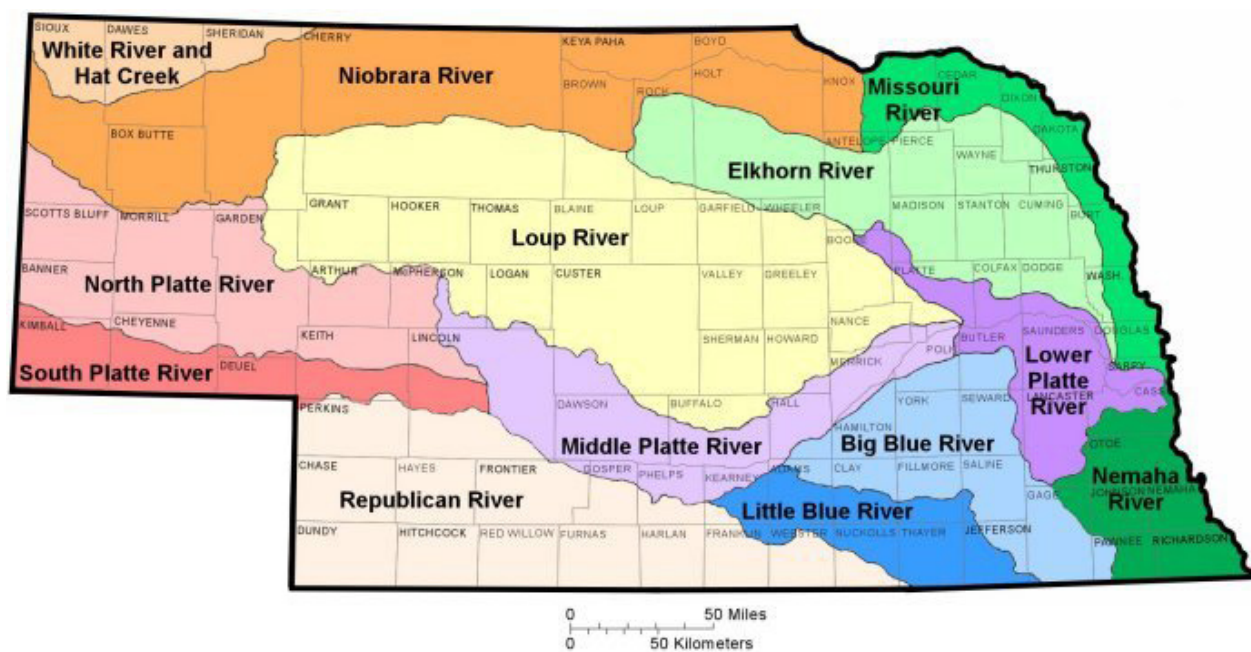 SIOUX
DAWES
SHERIDAN
CHERRY
KEYA PAHA
BOYD
White River and
Hat Creek
Niobrara River
BROWN
ROCK
HOLT
KNOX
CEDAR
Missouri
River
DIXON
DAKOTA
BOX BUTTE
ANTELOPE
PIERCE
WAYNE
THURSTON
Elkhorn River
SCOTTS BLUFF
MORRILL
GARDEN
GRANT
HOOKER
THOMAS
BLAINE
LOUP
GARFIELD
WHEELER
MADISON
STANTON
CUMING
BURT
Loup River
BOO
PLATTE
COLFAX
DODGE
WASH
BANNER
North Platte River
ARTHUR
McPHERSON
LOGAN
CUSTER
VALLEY
GREELEY
NANCE
KIMBALL
CHEYENNE
KEITH
LINCOLN
SHERMAN
HOWARD
MERRICK
POLK
BUTLER
SAUNDERS
DOUGLAS
SARPY
South Platte River
DEUEL
Lower
Platte
River
LANCASTER
CASS
PERKINS
DAWSON
BUFFALO
HALL
YORK
SEWARD
HAMILTON
OTOE
Middle Platte River
Big Blue River
CHASE
HAYES
FRONTIER
GOSPER
PHELPS
KEARNEY
ADAMS
CLAY
FILLMORE
SALINE
GAGE
Nemaha
River
JOHNSON
NEMAHA
Republican River
Little Blue River
DUNDY
HITCHCOCK
RED WILLOW
FURNAS
HARLAN
FRANKLIN
WEBSTER
NUCKOLLS
THAYER
JEFFERSON
PAWNEE
RICHARDSON
0 50 Miles
0 50 Kilometers